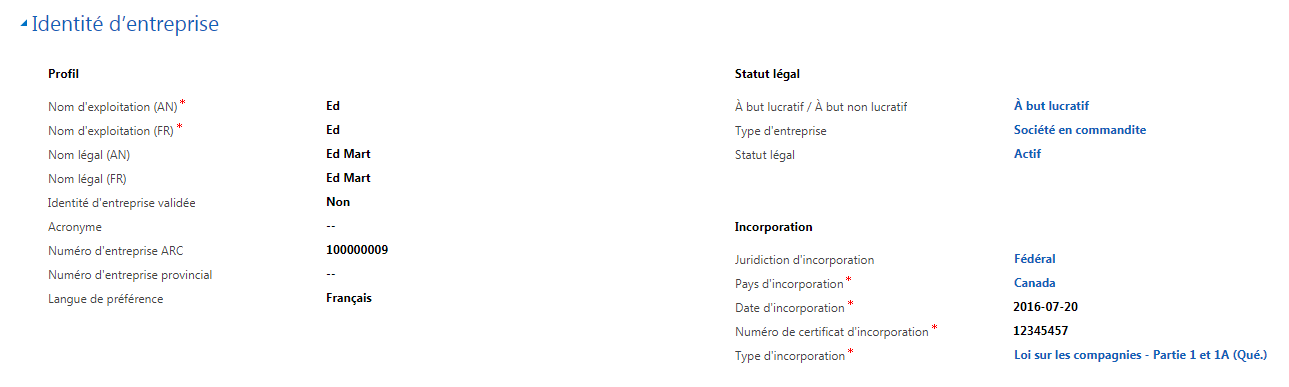 Identité d'entreprise
Profil
Nom d'exploitation (AN)* Ed
Nom d'exploitation (FR)* Ed
Nom légal (AN) Ed Mart
Nom légal (FR) Ed Mart
Identité d'entreprise validée Non
Acronyme --
Numéro d'entreprise ARC 100000009
Numéro d'entreprise provincial --
Langue de préférence Français
Statut légal
À but lucratif / À but non lucratif À but lucratif
Type d'entreprise Société en commandite
Statut légal Actif
Incorporation
Juridiction d'incorporation Fédéral
Pays d'incorporation* Canada
Date d'incorporation* 2016-07-20
Numéro de certificat d'incorporation* 12345457
Type d'incorporation* Loi sur les compagnies - Partie 1 et 1A (Qué.)